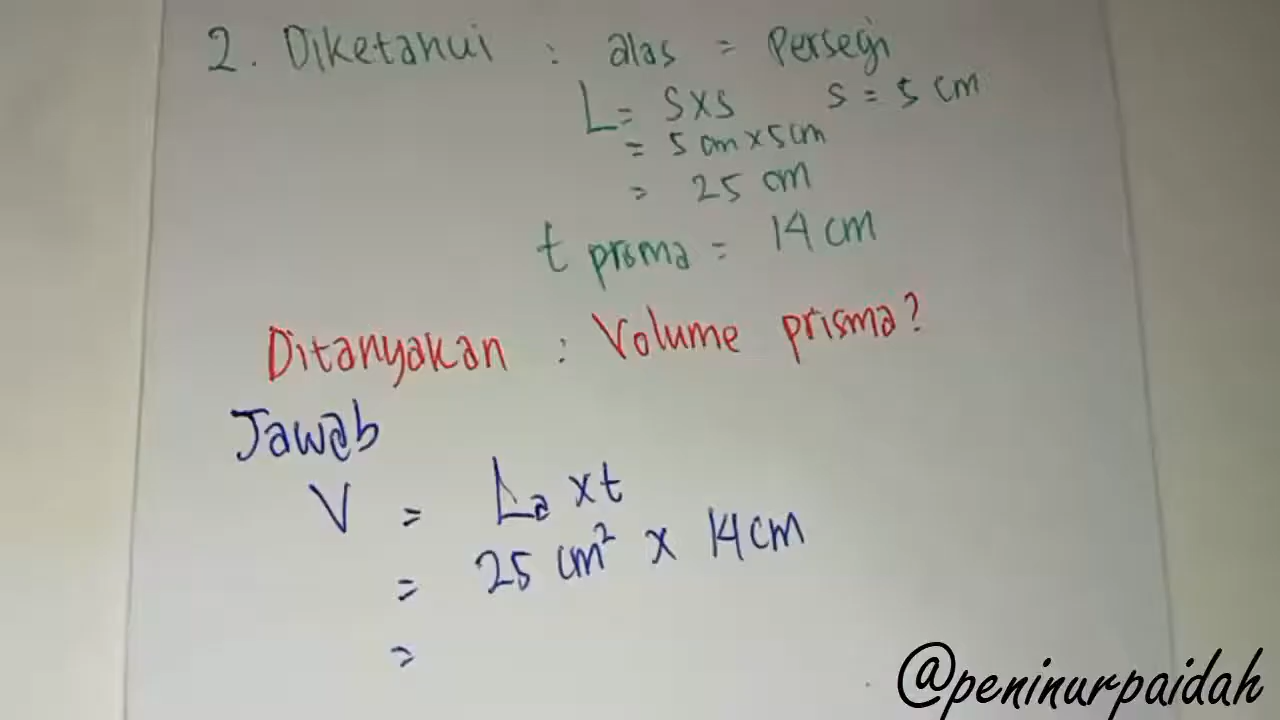 2. Diketahui : alas = Persegi
L = s x s s = 5 cm
= 5 cm x 5 cm
= 25 cm
t prisma = 14 cm
Ditanyakan : Volume prisma?
Jawab
V = La x t
= 25 cm² x 14 cm
=
@peninurpaidah